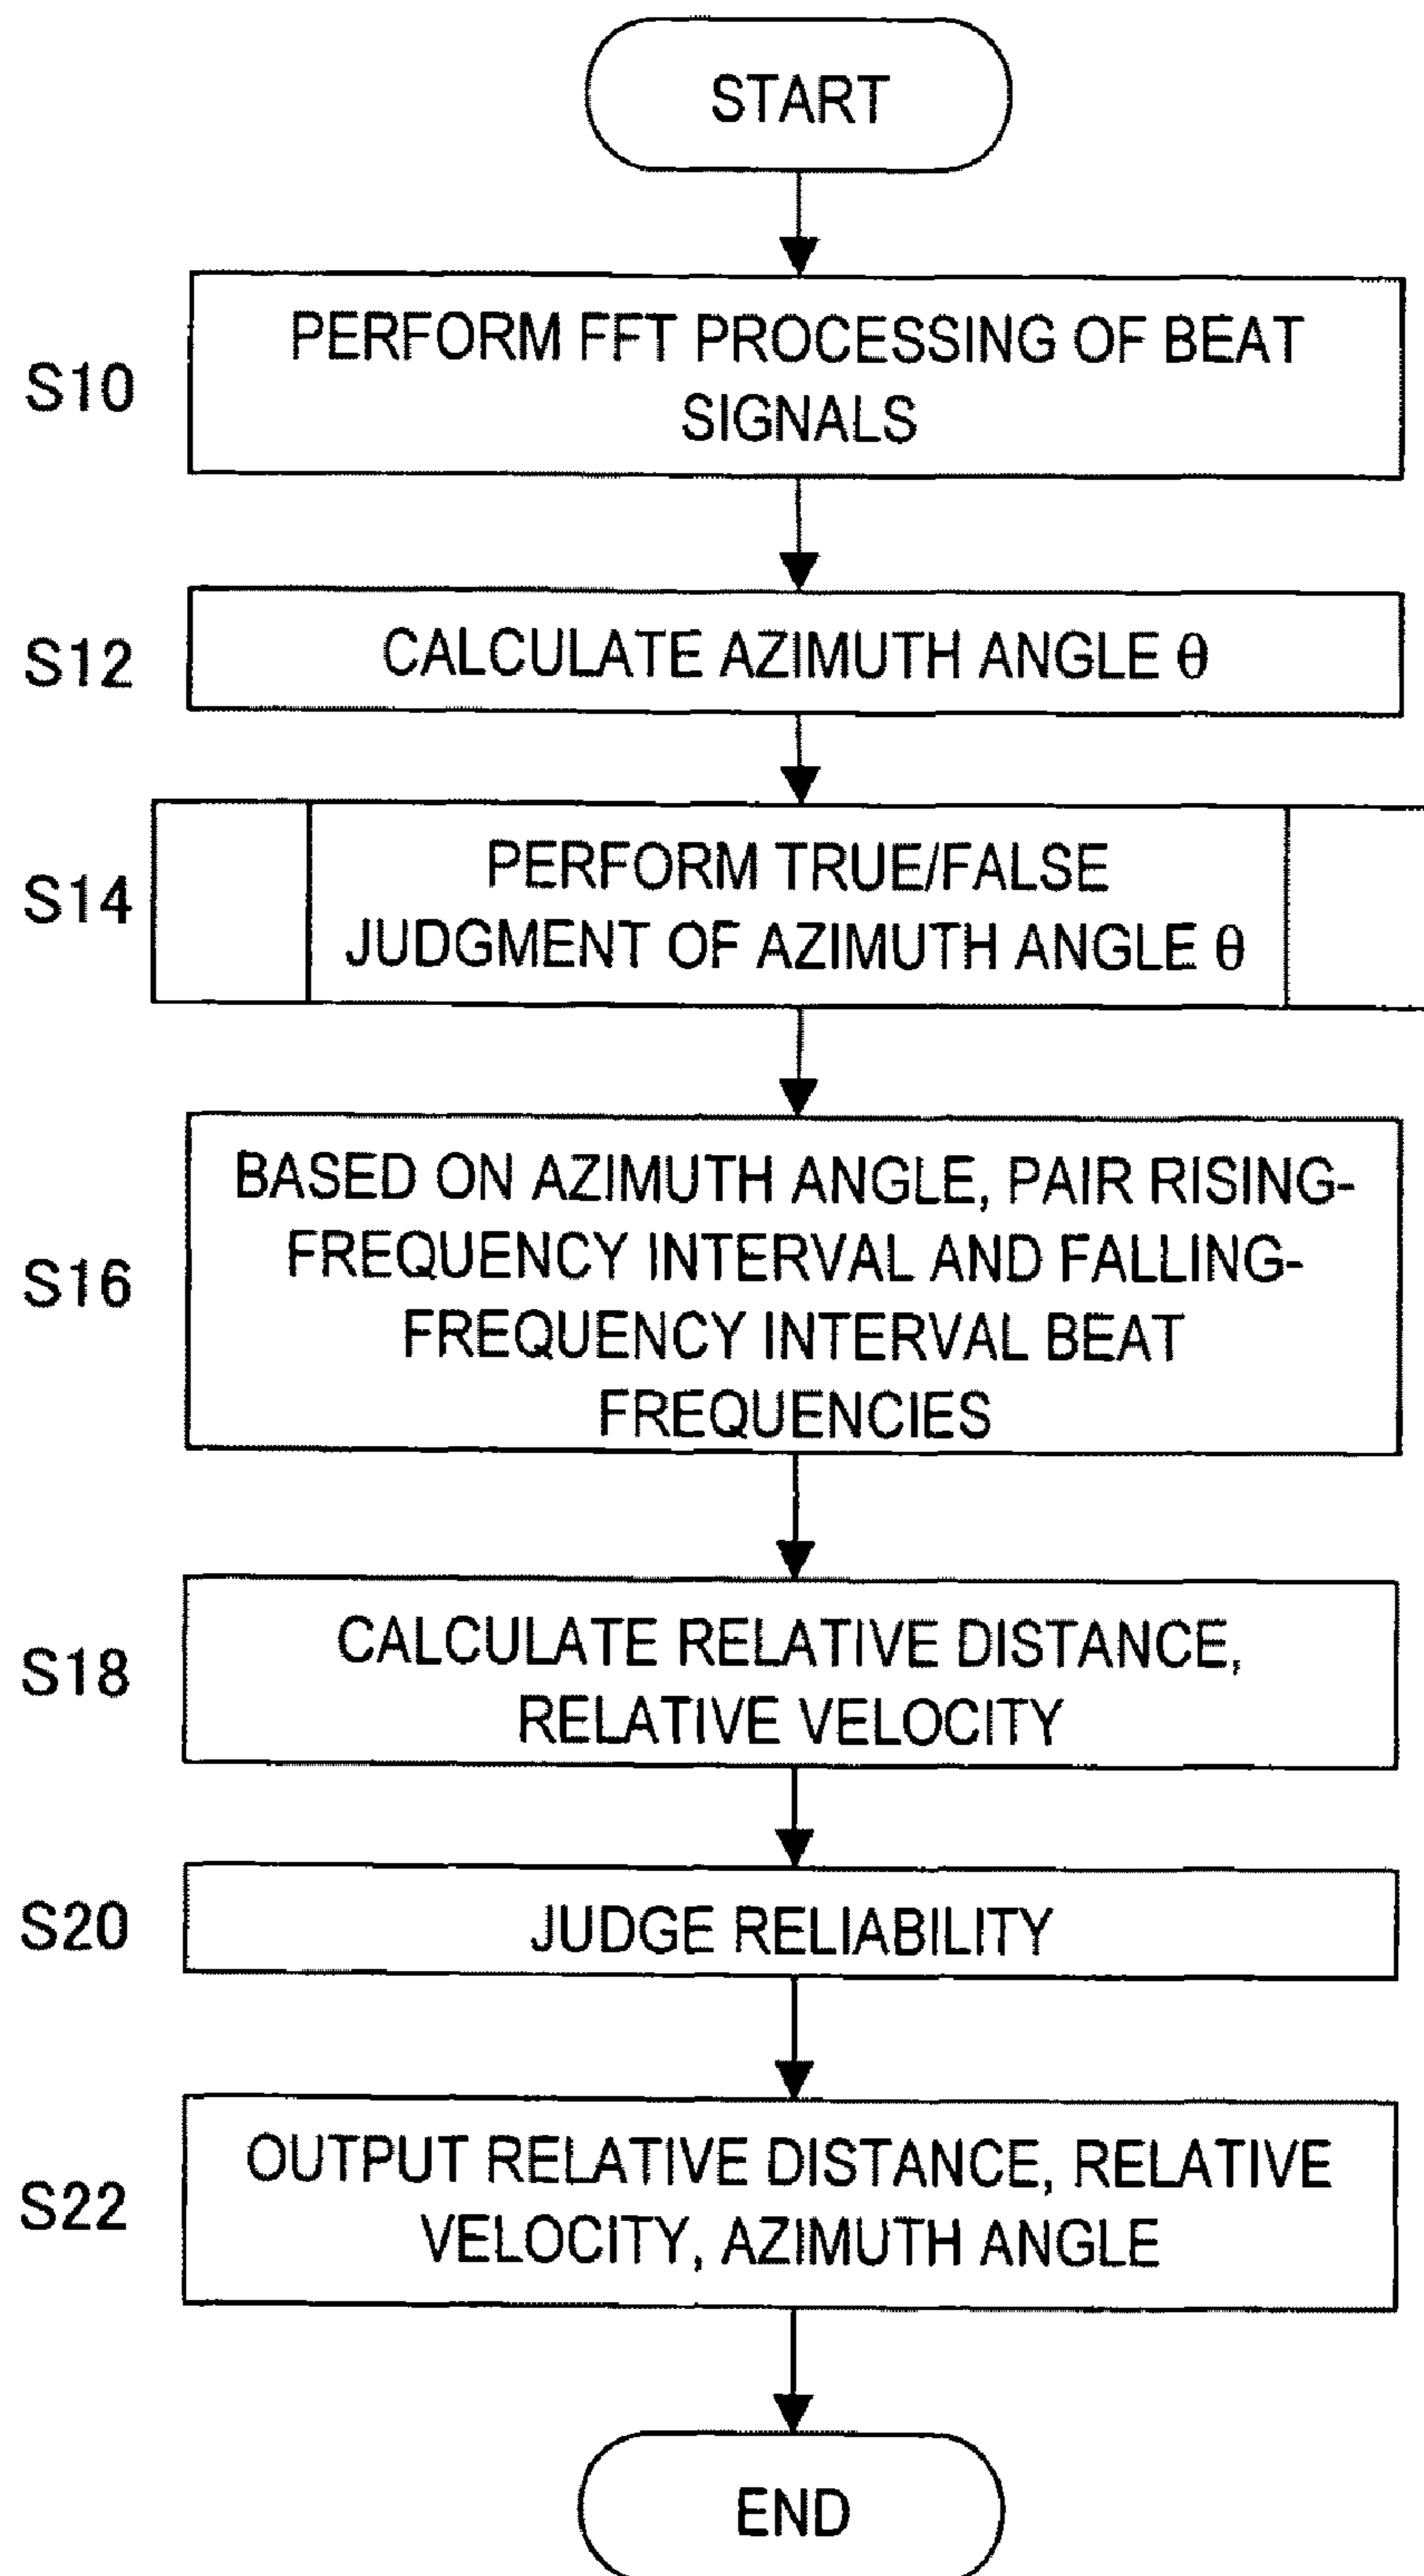 START
S10
PERFORM FFT PROCESSING OF BEAT
SIGNALS
S12
CALCULATE AZIMUTH ANGLE θ
S14
PERFORM TRUE/FALSE
JUDGMENT OF AZIMUTH ANGLE θ
S16
BASED ON AZIMUTH ANGLE, PAIR RISING-
FREQUENCY INTERVAL AND FALLING-
FREQUENCY INTERVAL BEAT
FREQUENCIES
S18
CALCULATE RELATIVE DISTANCE,
RELATIVE VELOCITY
S20
JUDGE RELIABILITY
S22
OUTPUT RELATIVE DISTANCE, RELATIVE
VELOCITY, AZIMUTH ANGLE
END